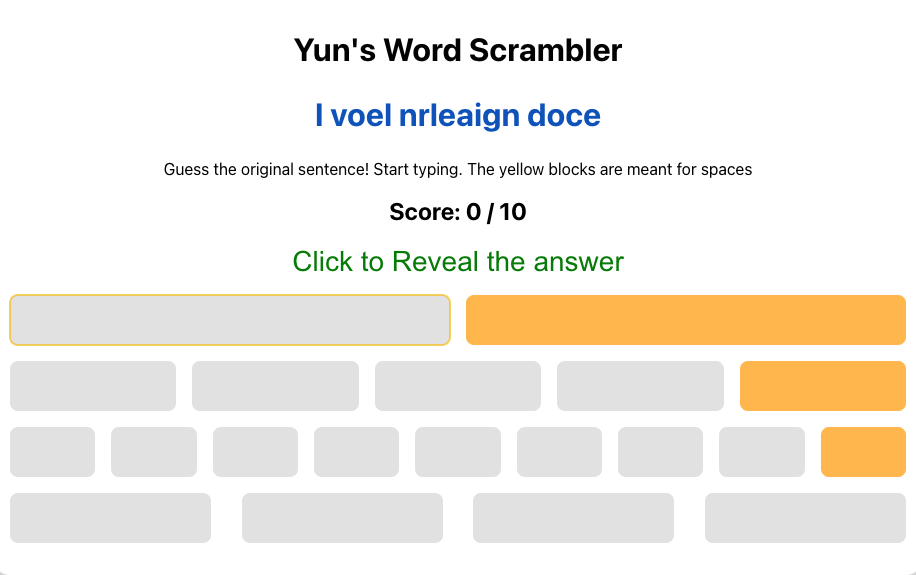 Yun's Word Scrambler
I voel nrleaign doce
Guess the original sentence! Start typing. The yellow blocks are meant for spaces
Score: 0 / 10
Click to Reveal the answer